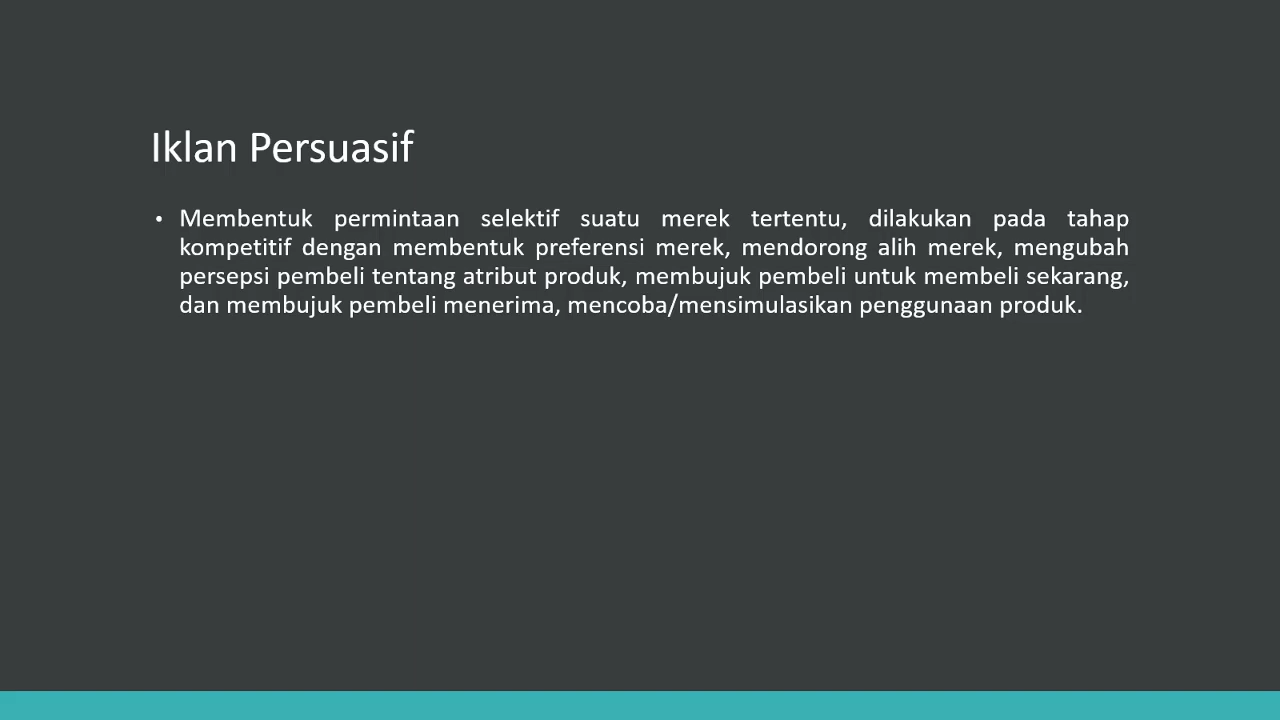 Iklan Persuasif
• Membentuk permintaan selektif suatu merek tertentu, dilakukan pada tahap
kompetitif dengan membentuk preferensi merek, mendorong alih merek, mengubah
persepsi pembeli tentang atribut produk, membujuk pembeli untuk membeli sekarang,
dan membujuk pembeli menerima, mencoba/mensimulasikan penggunaan produk.